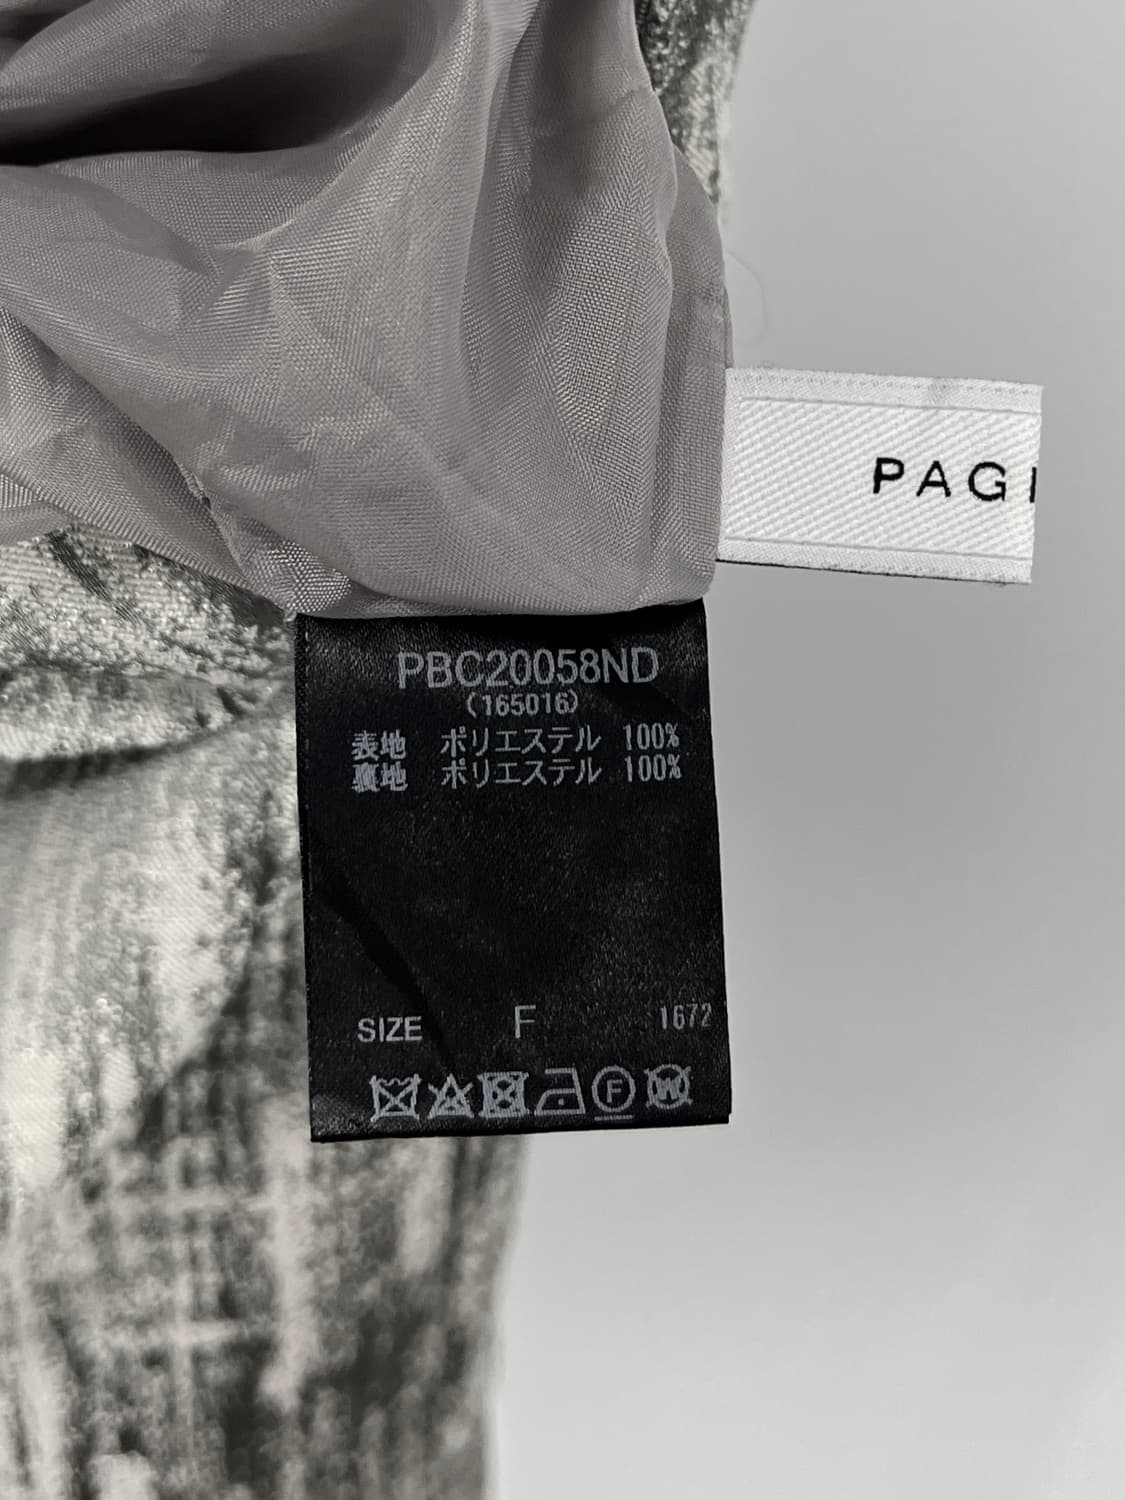 PAGI
PBC20058ND
(165016)
表地 ポリエステル 100%
裏地 ポリエステル 100%
SIZE F 1672
F W